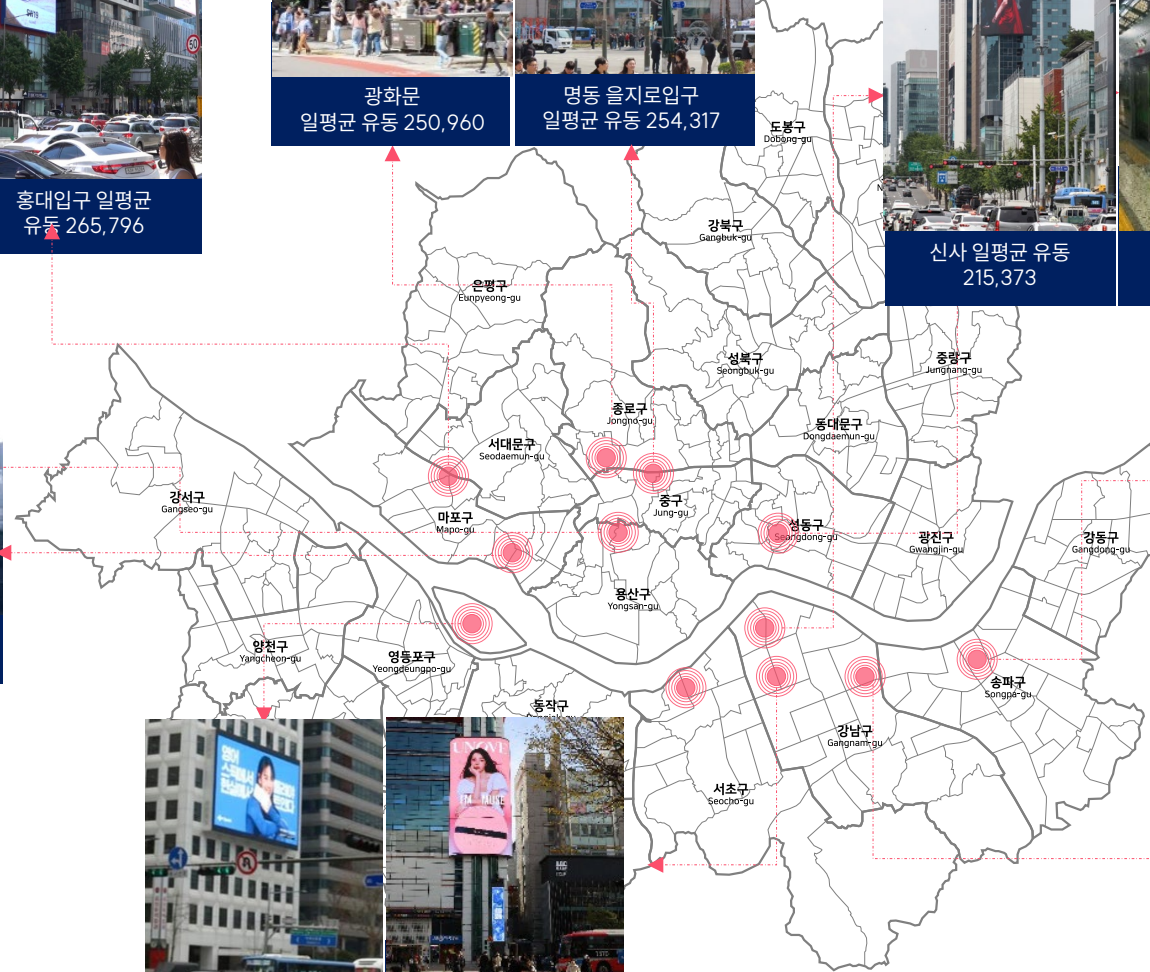 SW19
50
홍대입구 일평균
유동 265,796
광화문
일평균 유동 250,960
명동 을지로입구
일평균 유동 254,317
신사 일평균 유동
215,373
도봉구
Dobong-gu
N
강북구
Gangbuk-gu
은평구
Eunpyeong-gu
성북구
Seongbuk-gu
중랑구
Jungnang-gu
종로구
Jongno-gu
동대문구
Dongdaemun-gu
서대문구
Seodaemun-gu
강서구
Gangseo-gu
마포구
Mapo-gu
중구
Jung-gu
성동구
Seongdong-gu
광진구
Gwangjin-gu
강동구
Gangdong-gu
용산구
Yongsan-gu
양천구
Yangcheon-gu
영등포구
Yeongdeungpo-gu
송파구
Songpa-gu
동작구
강남구
Gangnam-gu
서초구
Seocho-gu
영어
UNOVE
I'M MUSE